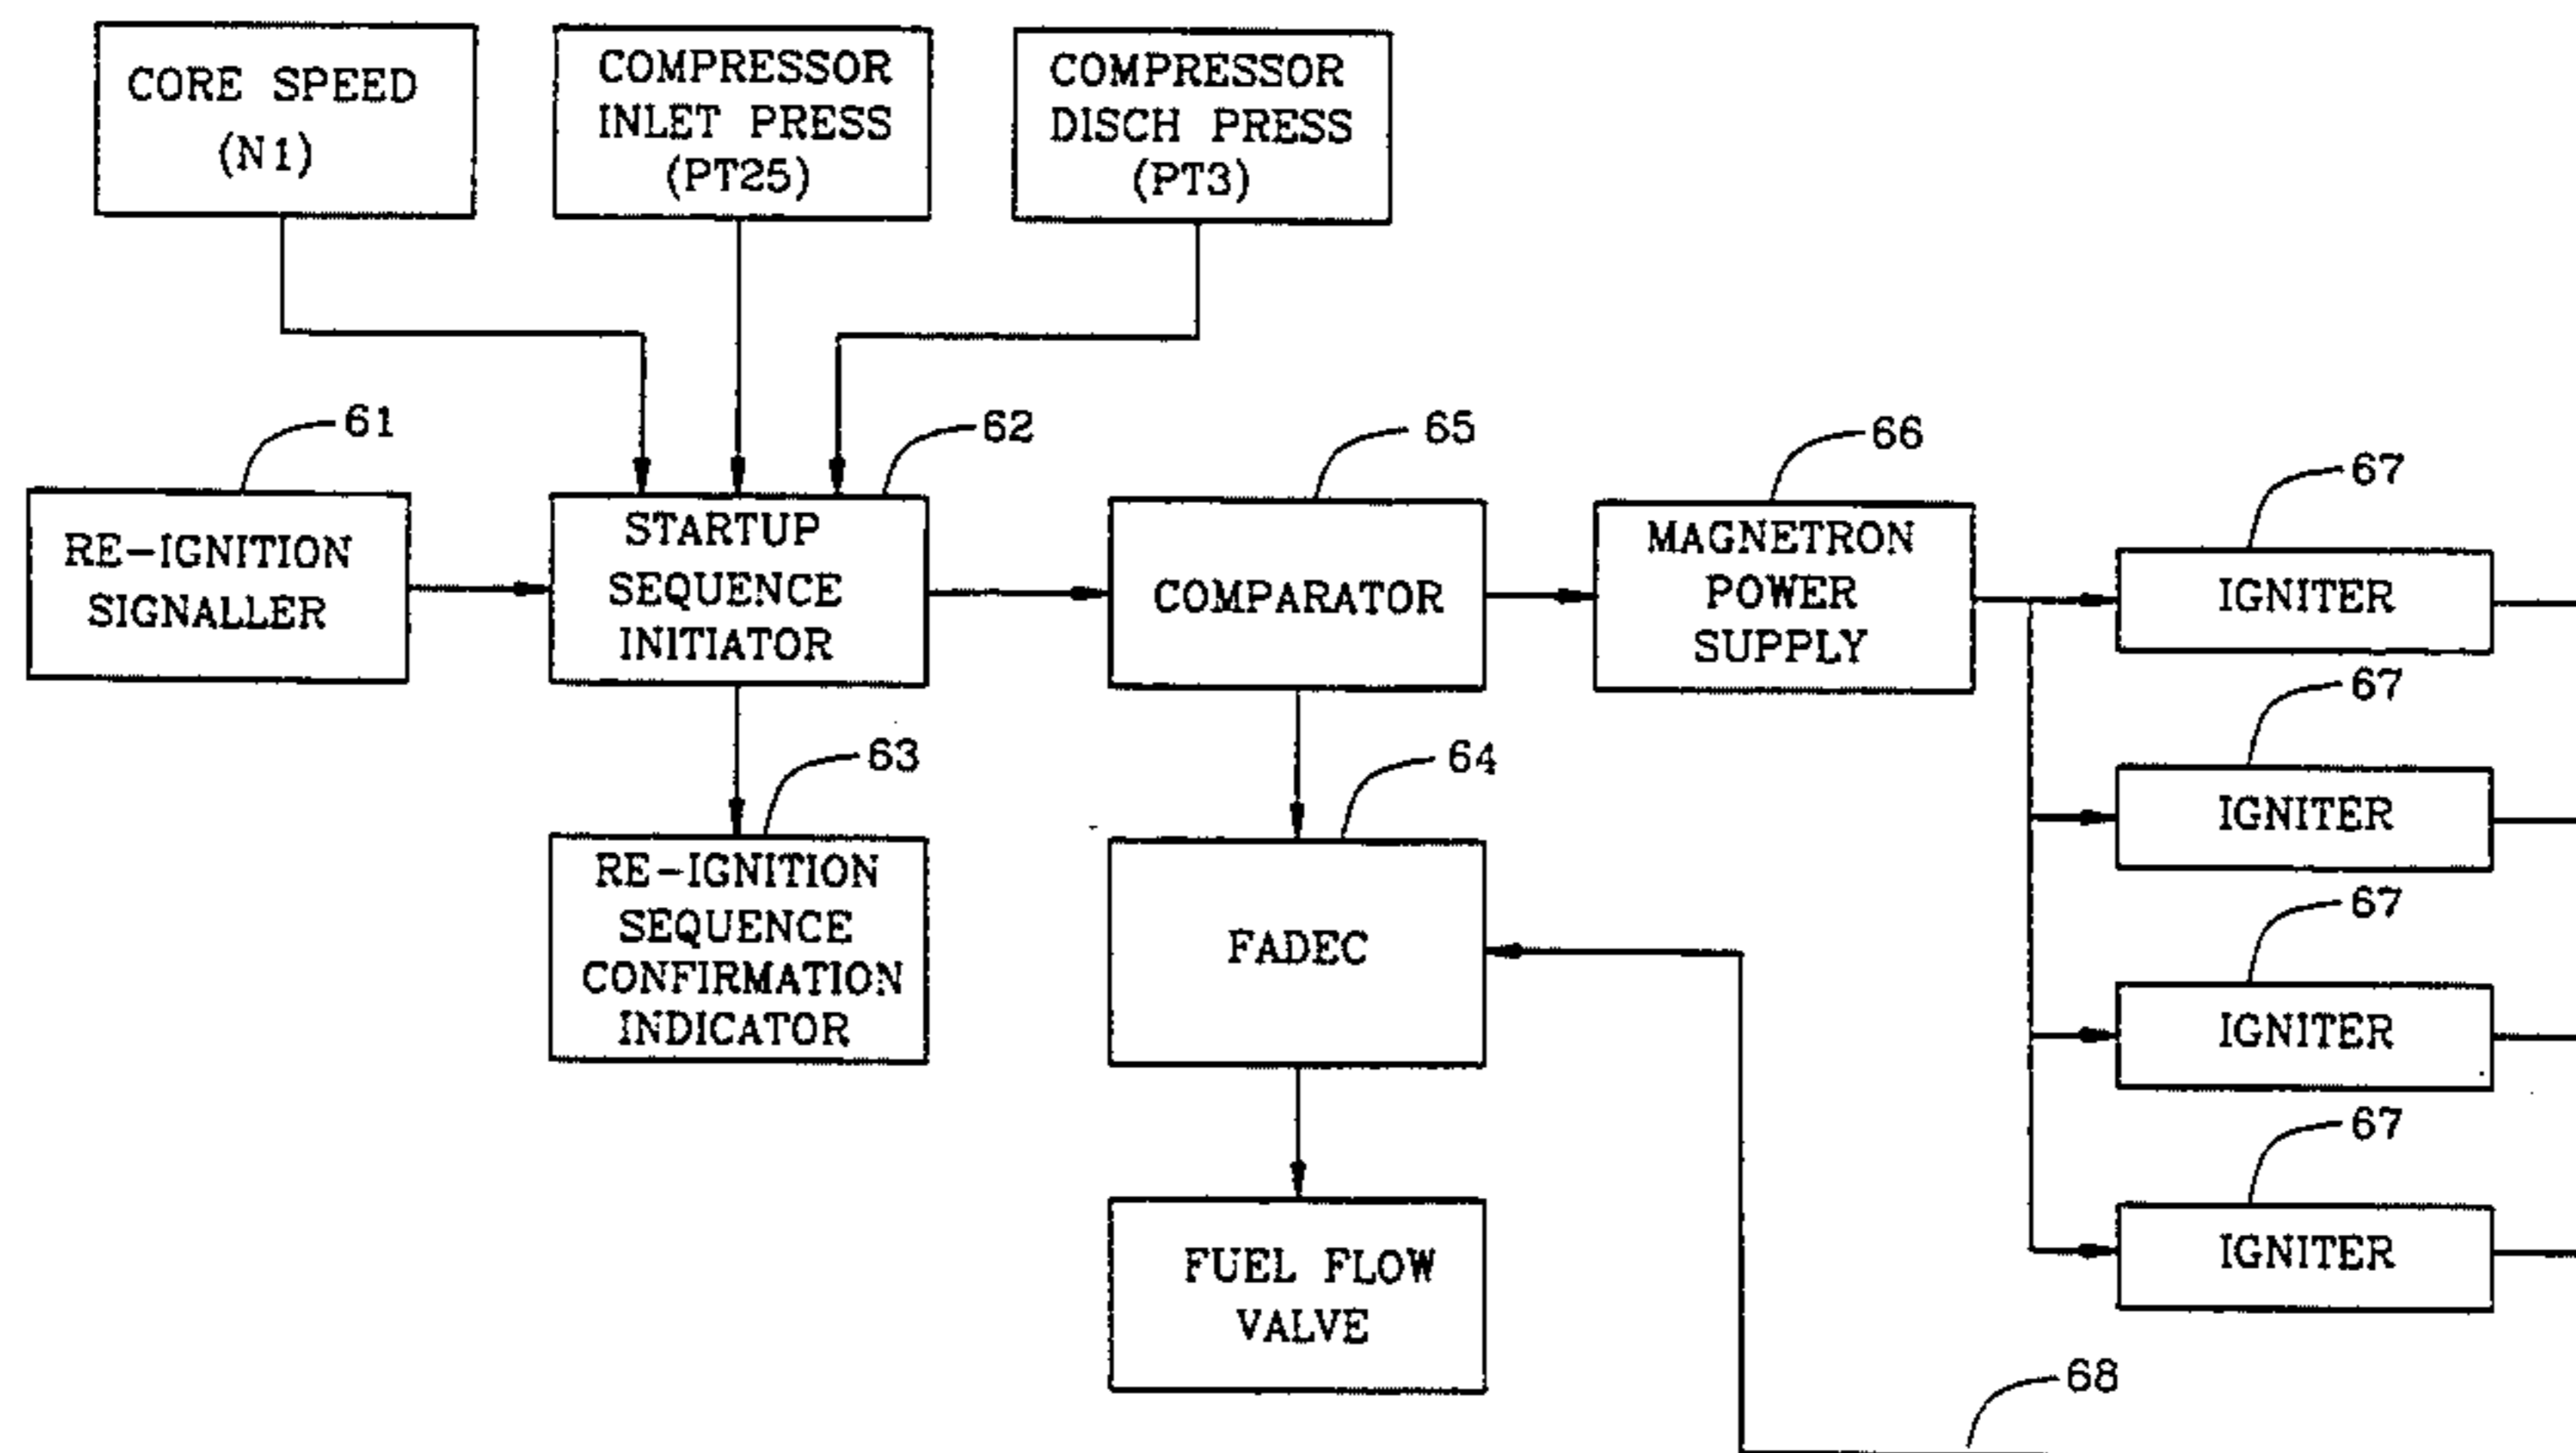 CORE SPEED
(N1)
COMPRESSOR
INLET PRESS
(PT25)
COMPRESSOR
DISCH PRESS
(PT3)
61
62
65
66
67
RE-IGNITION
SIGNALLER
STARTUP
SEQUENCE
INITIATOR
COMPARATOR
MAGNETRON
POWER
SUPPLY
IGNITER
67
IGNITER
63
64
RE-IGNITION
SEQUENCE
CONFIRMATION
INDICATOR
FADEC
67
IGNITER
67
IGNITER
FUEL FLOW
VALVE
68